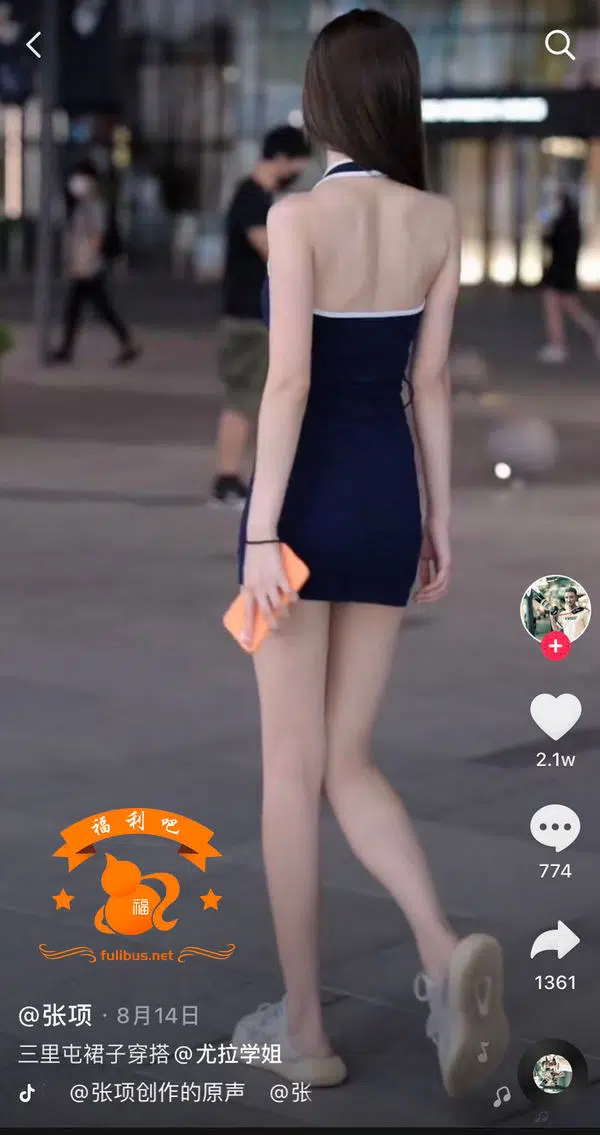 2.1w
774
1361
福利吧
福
fulibus.net
@张项 · 8月14日
三里屯裙子穿搭@尤拉学姐
@张项创作的原声 @张